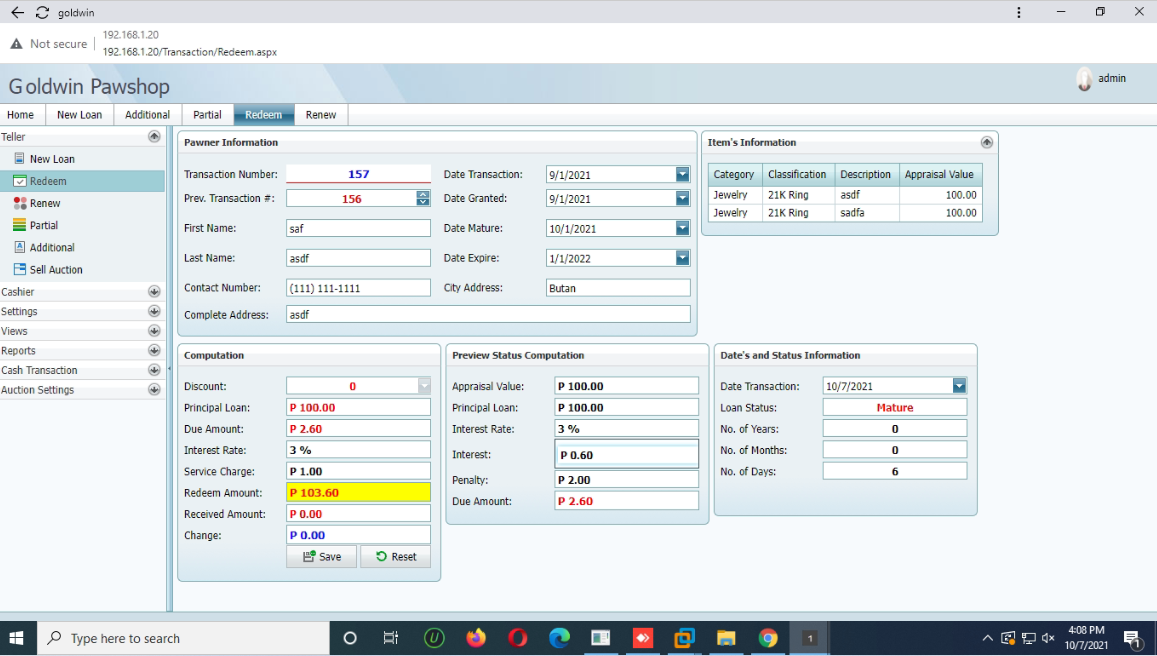 goldwin
Not secure
192.168.1.20
192.168.1.20/Transaction/Redeem.aspx
Goldwin Pawshop
admin
Home New Loan Additional Partial Redeem Renew
Teller
New Loan
Redeem
Renew
Partial
Additional
Sell Auction
Cashier
Settings
Views
Reports
Cash Transaction
Auction Settings
Pawner Information
Transaction Number: 157 Date Transaction: 9/1/2021
Prev. Transaction #: 156 Date Granted: 9/1/2021
First Name: saf Date Mature: 10/1/2021
Last Name: asdf Date Expire: 1/1/2022
Contact Number: (111) 111-1111 City Address: Butan
Complete Address: asdf
Item's Information
Category Classification Description Appraisal Value
Jewelry 21K Ring asdf 100.00
Jewelry 21K Ring sadfa 100.00
Computation
Discount: 0
Principal Loan: P 100.00
Due Amount: P 2.60
Interest Rate: 3 %
Service Charge: P 1.00
Redeem Amount: P 103.60
Received Amount: P 0.00
Change: P 0.00
Save Reset
Preview Status Computation
Appraisal Value: P 100.00
Principal Loan: P 100.00
Interest Rate: 3 %
Interest: P 0.60
Penalty: P 2.00
Due Amount: P 2.60
Date's and Status Information
Date Transaction: 10/7/2021
Loan Status: Mature
No. of Years: 0
No. of Months: 0
No. of Days: 6
Type here to search
1
4:08 PM
10/7/2021
1